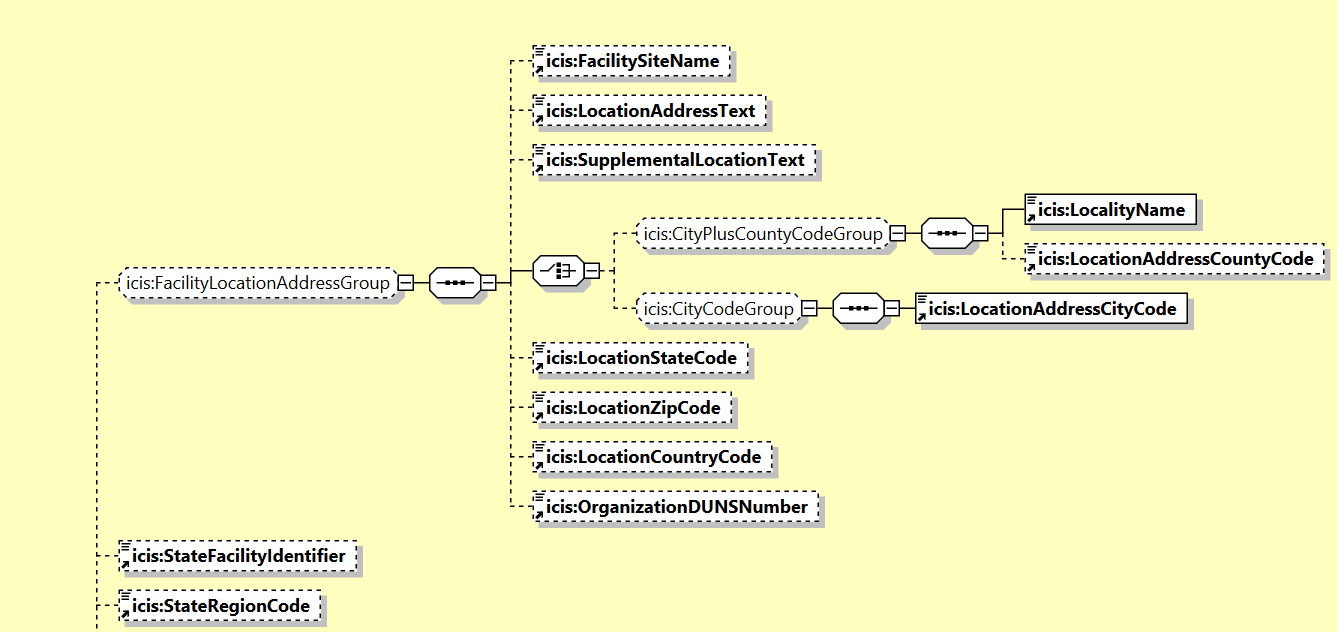 icis:FacilitySiteName
icis:LocationAddressText
icis:SupplementalLocationText
icis:LocalityName
icis:CityPlusCountyCodeGroup
icis:LocationAddressCountyCode
icis:FacilityLocationAddressGroup
icis:CityCodeGroup
icis:LocationAddressCityCode
icis:LocationStateCode
icis:LocationZipCode
icis:LocationCountryCode
icis:OrganizationDUNSNumber
icis:StateFacilityIdentifier
icis:StateRegionCode